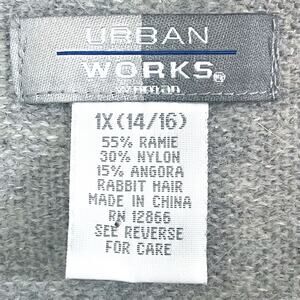 URBAN
WORKS®
woman
1X(14/16)
55% RAMIE
30% NYLON
15% ANGORA
RABBIT HAIR
MADE IN CHINA
RN 12866
SEE REVERSE
FOR CARE